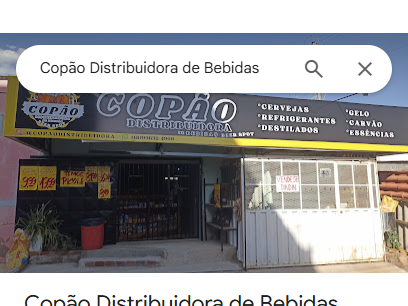 Copão Distribuidora de Bebidas
COPÃO
COPÃO
DISTRIBUIDORA
*CERVEJAS
*REFRIGERANTES
*DESTILADOS
*GELO
*CARVÃO
*ESSÊNCIAS
@COPAODISTRIBUIDORA
VENDE-SE
DINDIN
Copão Distribuidora de Bebidas